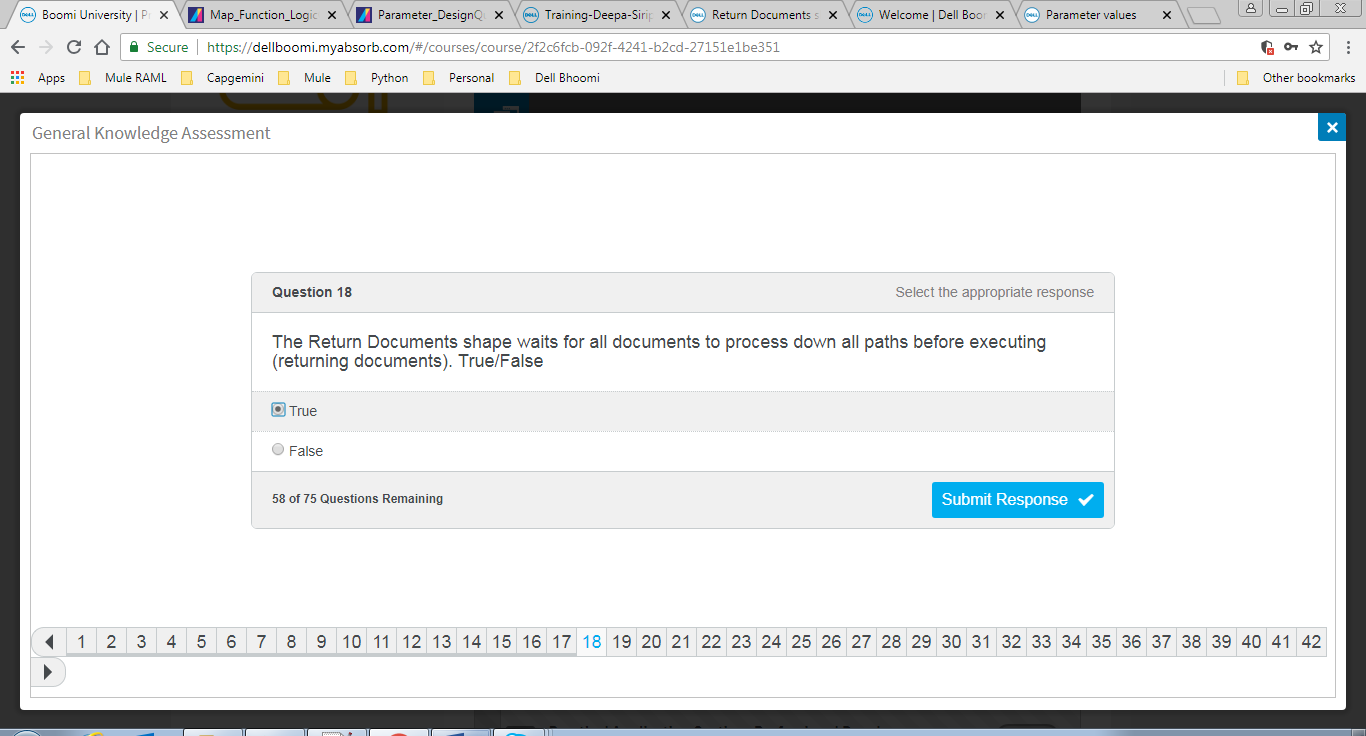 Boomi University | P
Map_Function_Logic
Parameter_DesignQ
Training-Deepa-Sirip
Return Documents s
Welcome | Dell Boor
Parameter values
Secure
https://dellboomi.myabsorb.com/#/courses/course/2f2c6fcb-092f-4241-b2cd-27151e1be351
Apps Mule RAML Capgemini Mule Python Personal Dell Bhoomi Other bookmarks
General Knowledge Assessment
Question 18 Select the appropriate response
The Return Documents shape waits for all documents to process down all paths before executing
(returning documents). True/False
True
False
58 of 75 Questions Remaining Submit Response
1 2 3 4 5 6 7 8 9 10 11 12 13 14 15 16 17 18 19 20 21 22 23 24 25 26 27 28 29 30 31 32 33 34 35 36 37 38 39 40 41 42